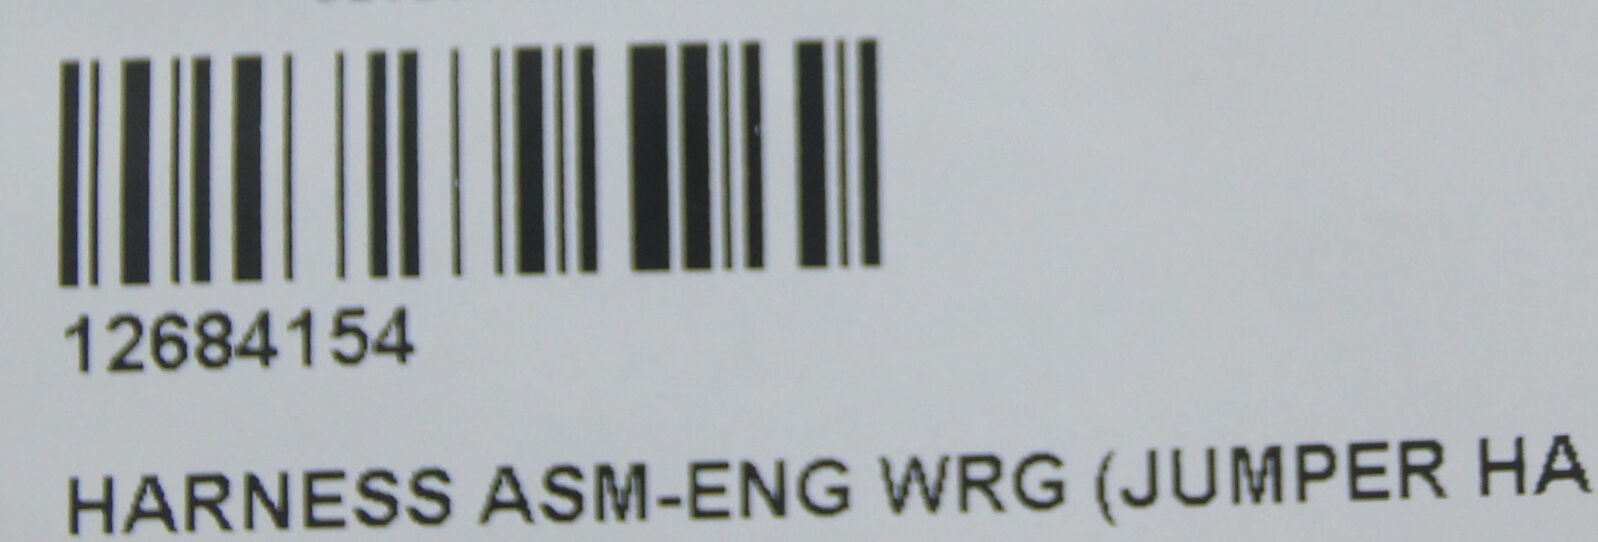 12684154
HARNESS ASM-ENG WRG (JUMPER HA